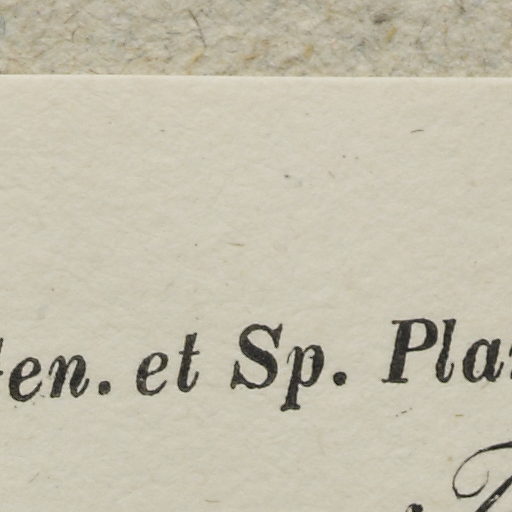 en. et Sp. Pla